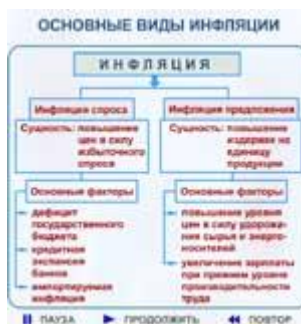 ОСНОВНЫЕ ВИДЫ ИНФЛЯЦИИ
ИНФЛЯЦИЯ
Инфляция спроса
Сущность: повышение
цен в силу
избыточного
спроса
Основные факторы
дефицит
государственного
бюджета
кредитная
экспансия
банков
импортируемая
инфляция
Инфляция предложения
Сущность: повышение
издержек на
единицу
продукции
Основные факторы
повышение уровня
цен в силу удорожа-
ния сырья и энерго-
носителей
увеличение зарплаты
при прежнем уровне
производительности
труда
ПАУЗА
ПРОДОЛЖИТЬ
ПОВТОР